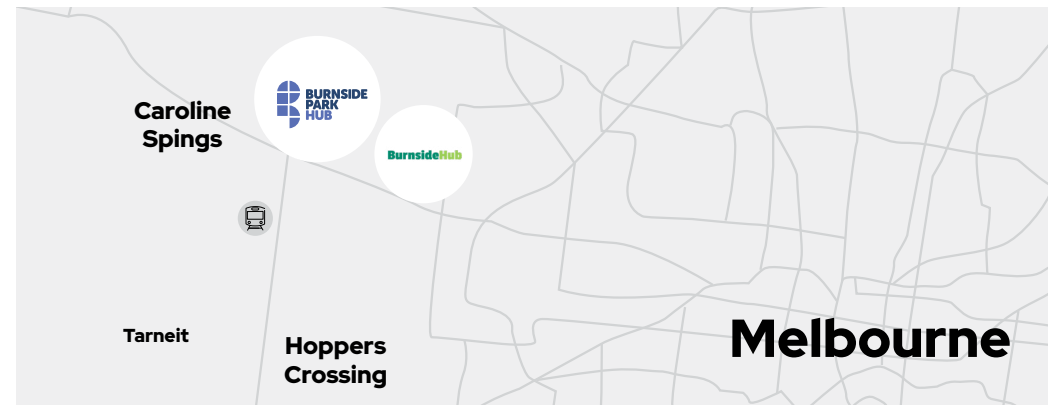 Caroline
Spings
BURNSIDE
PARK
HUB
BurnsideHub
Tarneit
Hoppers
Crossing
Melbourne